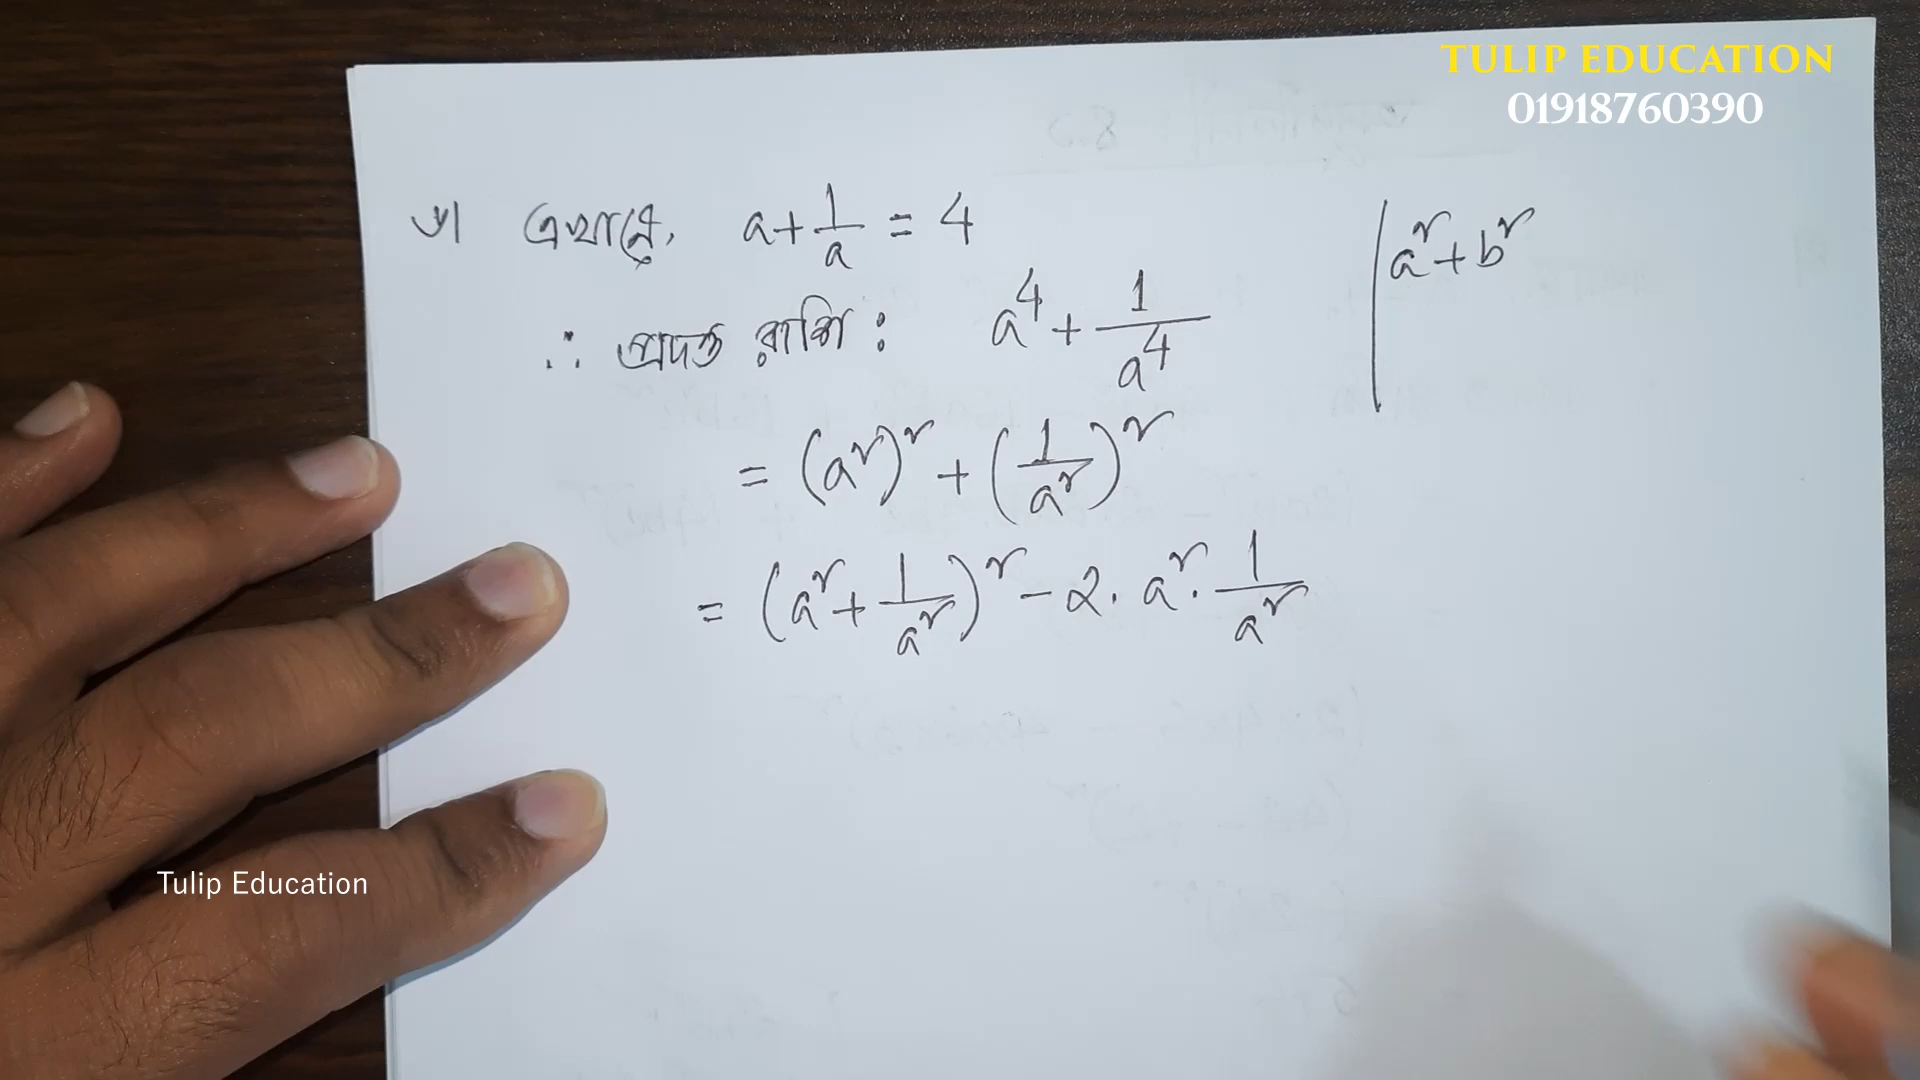 TULIP EDUCATION
01918760390
৩। এখানে, a + 1/a = 4
∴ প্রদত্ত রাশি : a⁴ + 1/a⁴
a² + b²
= (a²)² + (1/a²)²
= (a² + 1/a²)² − 2 · a² · 1/a²
Tulip Education